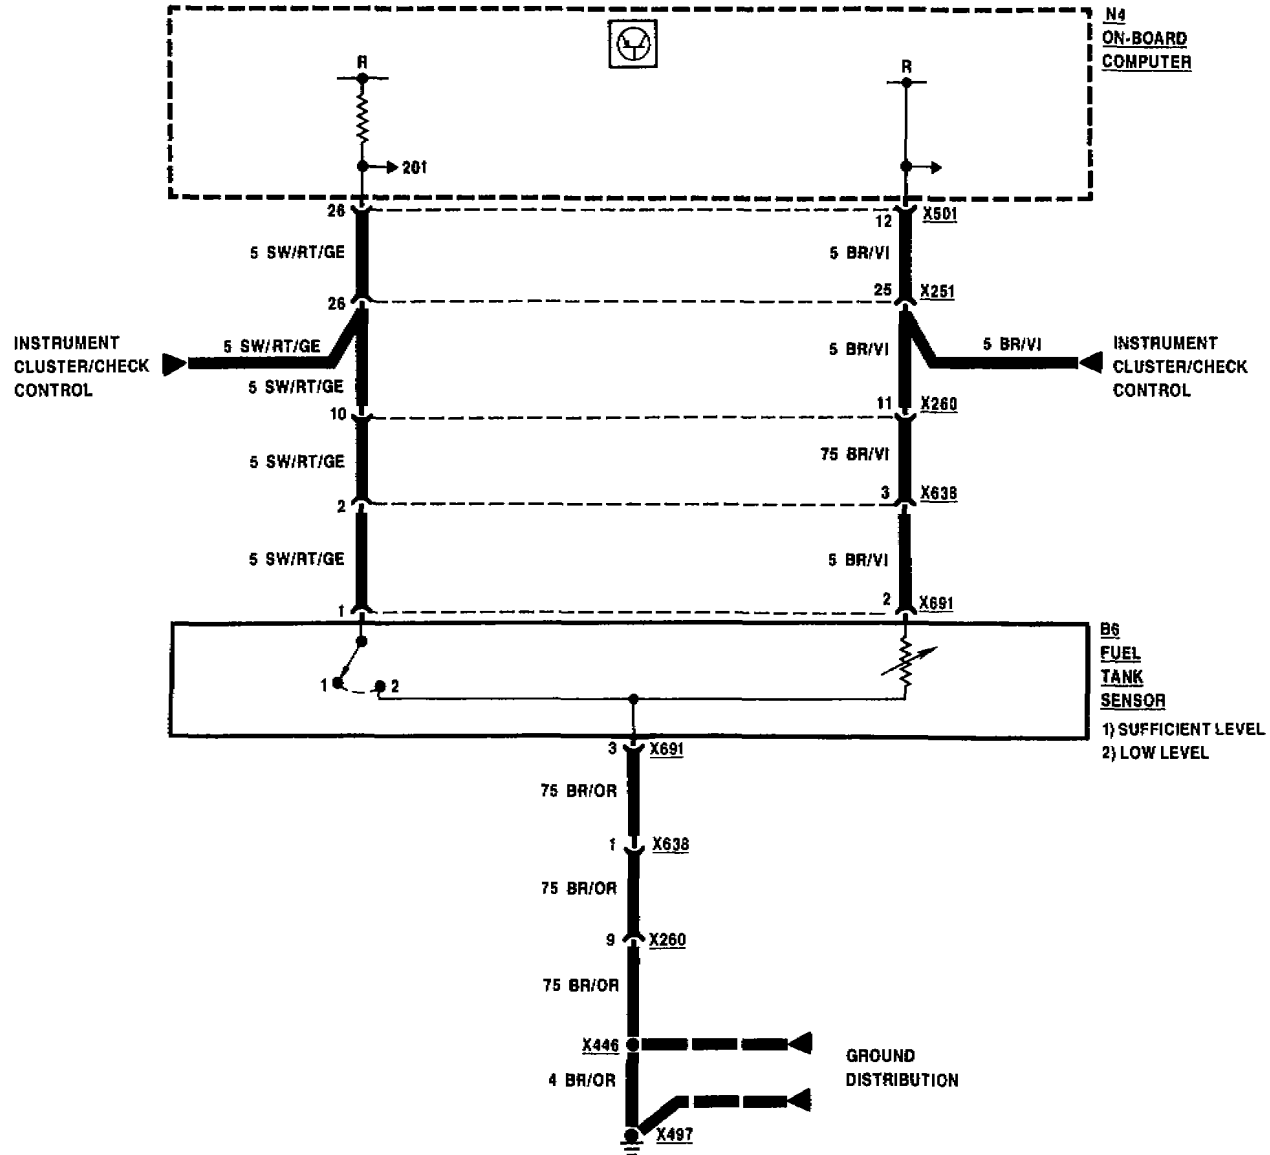 N4
ON-BOARD
COMPUTER
R
R
201
26
12
X501
5 SW/RT/GE
5 BR/VI
26
25
X251
INSTRUMENT
CLUSTER/CHECK
CONTROL
5 SW/RT/GE
5 SW/RT/GE
5 BR/VI
5 BR/VI
INSTRUMENT
CLUSTER/CHECK
CONTROL
10
11
X260
5 SW/RT/GE
75 BR/VI
2
3
X638
5 SW/RT/GE
5 BR/VI
1
2
X691
B6
FUEL
TANK
SENSOR
1) SUFFICIENT LEVEL
2) LOW LEVEL
1
2
3
X691
75 BR/OR
1
X638
75 BR/OR
9
X260
75 BR/OR
X446
4 BR/OR
GROUND
DISTRIBUTION
X497